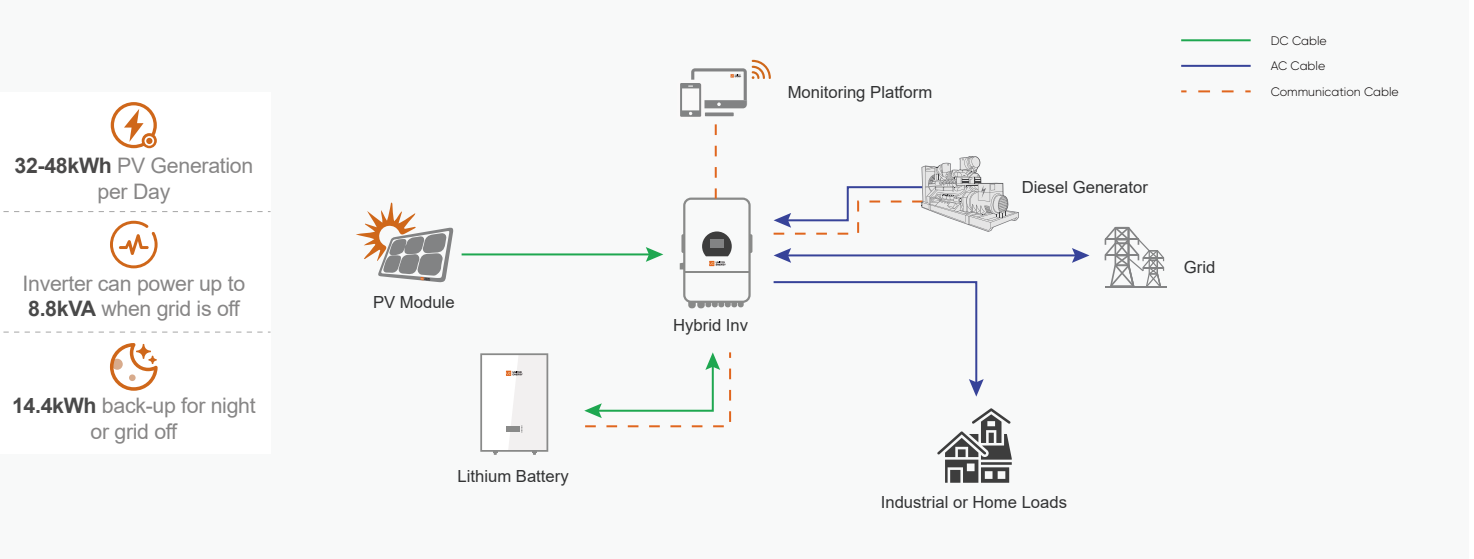 DC Cable
AC Cable
Communication Cable
Monitoring Platform
32-48kWh PV Generation
per Day
Inverter can power up to
8.8kVA when grid is off
14.4kWh back-up for night
or grid off
Diesel Generator
Grid
PV Module
Hybrid Inv
Lithium Battery
Industrial or Home Loads